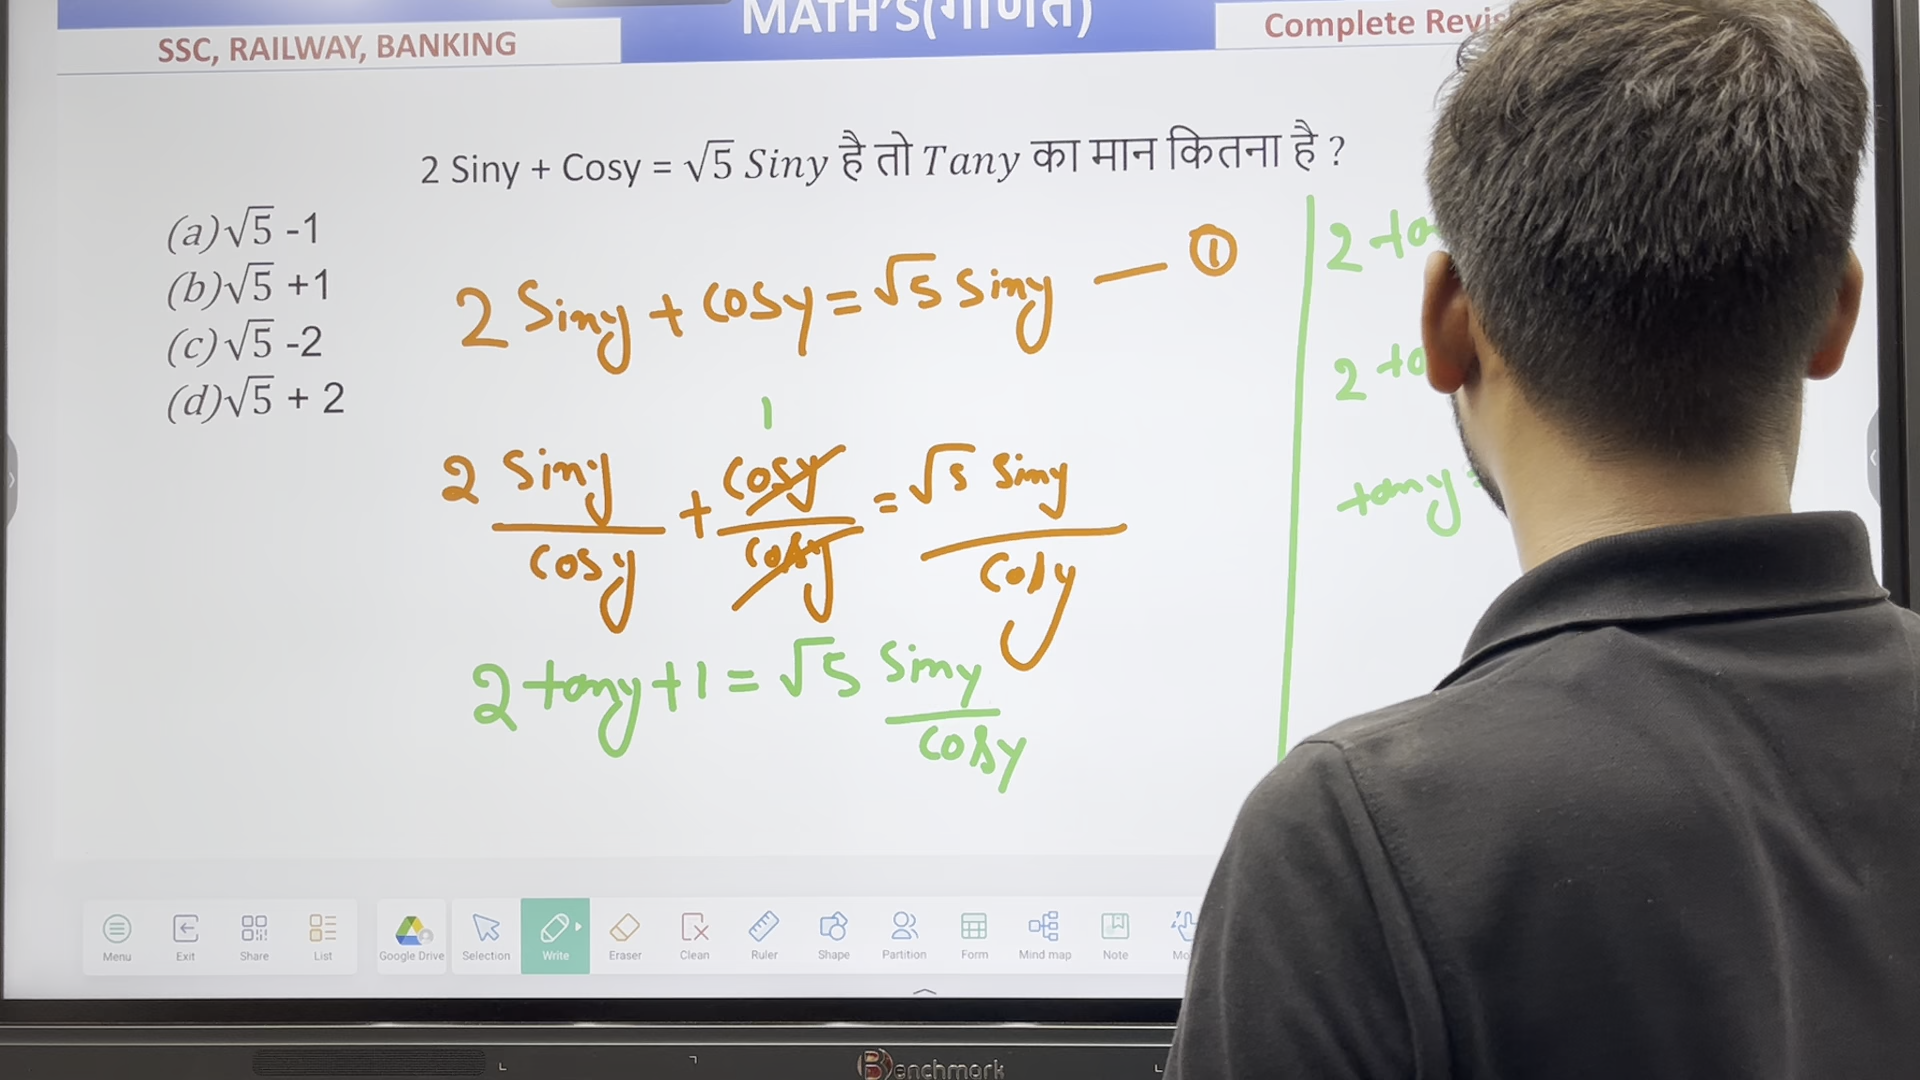 MATH'S(गणित)
SSC, RAILWAY, BANKING
Complete
2 Siny + Cosy = √5 Siny है तो Tany का मान कितना है ?
(a)√5 -1
(b)√5 +1
(c)√5 -2
(d)√5 + 2
2 Siny + Cosy = √5 Siny — ①
1
2 Siny/Cosy + Cosy/Cosy = √5 Siny/Cosy
2 tany + 1 = √5 Siny/Cosy
2
2
tany =
Menu
Exit
Share
List
Google Drive
Selection
Write
Eraser
Clean
Ruler
Shape
Partition
Form
Mind map
Note
Benchmark